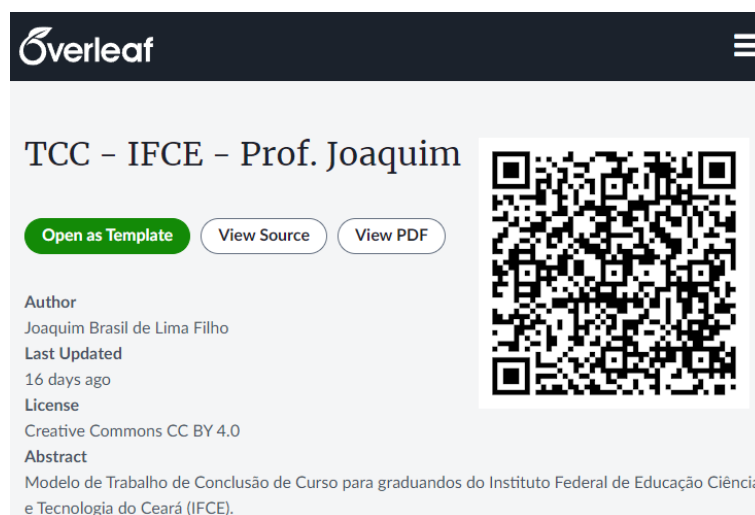 Overleaf
TCC - IFCE - Prof. Joaquim
Open as Template View Source View PDF
Author
Joaquim Brasil de Lima Filho
Last Updated
16 days ago
License
Creative Commons CC BY 4.0
Abstract
Modelo de Trabalho de Conclusão de Curso para graduandos do Instituto Federal de Educação Ciência
e Tecnologia do Ceará (IFCE).